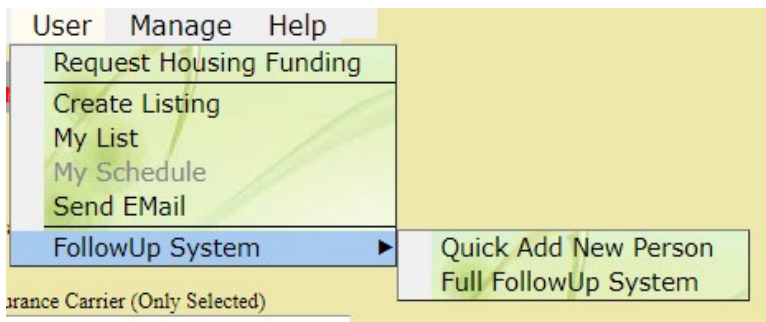 User Manage Help
Request Housing Funding
Create Listing
My List
My Schedule
Send EMail
FollowUp System
Quick Add New Person
Full FollowUp System
Carrier (Only Selected)